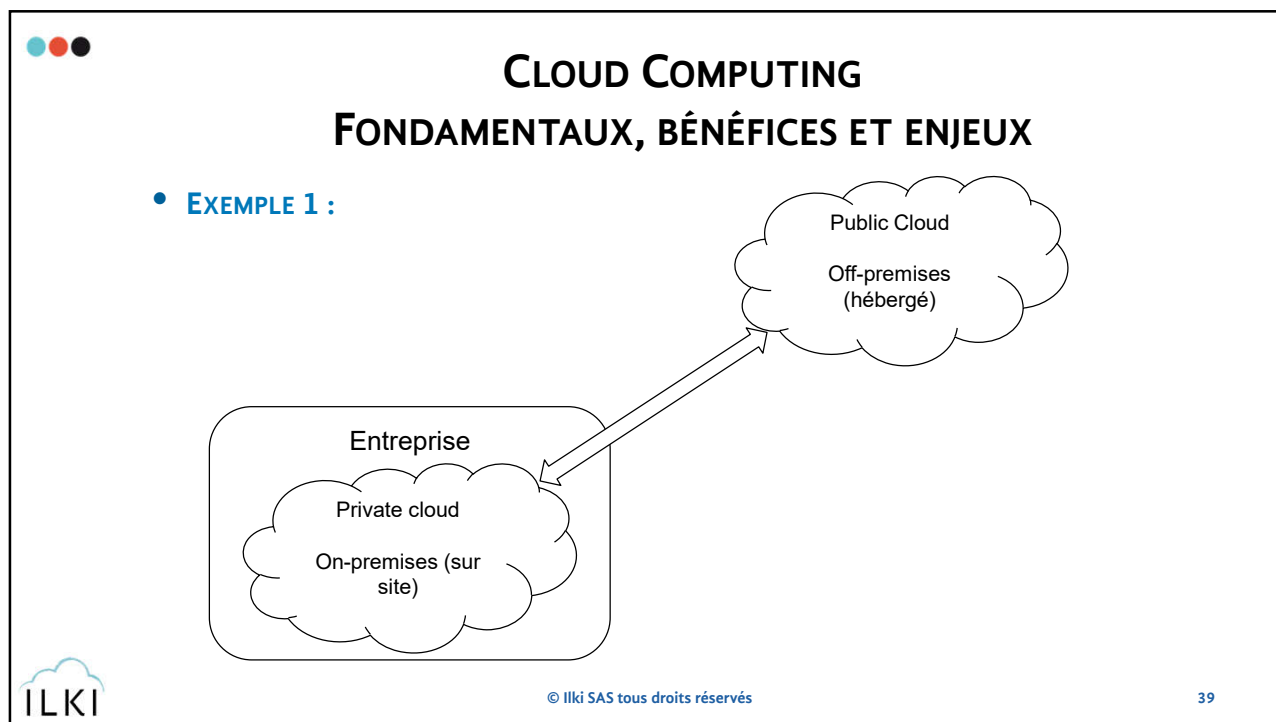 CLOUD COMPUTING
FONDAMENTAUX, BÉNÉFICES ET ENJEUX
• EXEMPLE 1 :
Public Cloud
Off-premises
(hébergé)
Entreprise
Private cloud
On-premises (sur
site)
ILKI
© Ilki SAS tous droits réservés
39